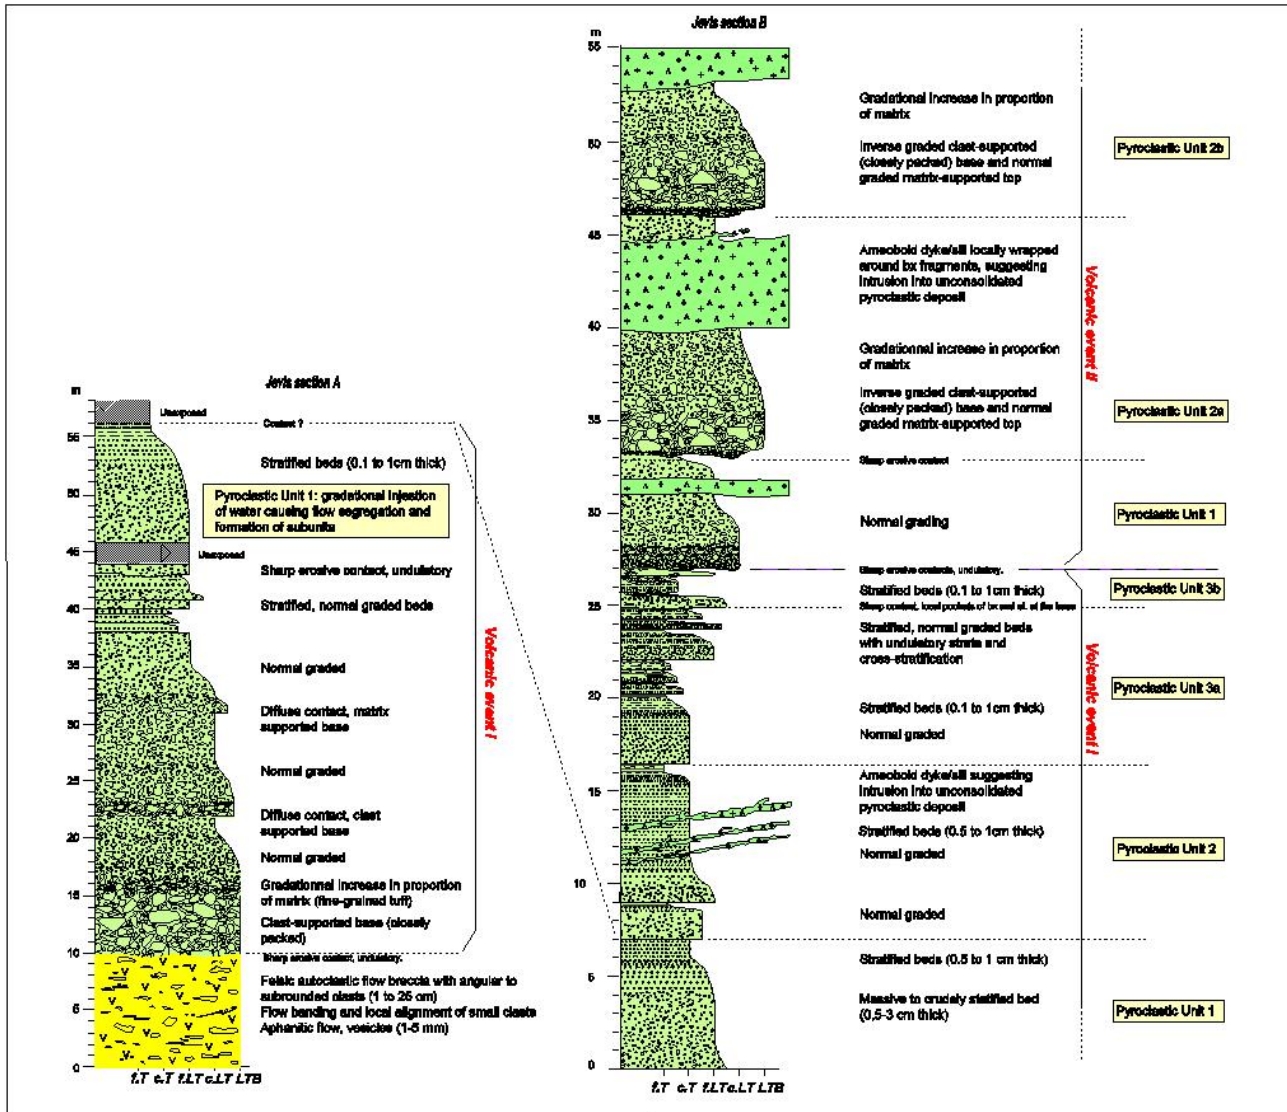 Jevis section B
m
55
50
45
40
35
30
25
20
15
10
5
0
f.T c.T f.LT c.LT LTB
Gradational increase in proportion
of matrix
Inverse graded clast-supported
(closely packed) base and normal
graded matrix-supported top
Pyroclastic Unit 2b
Ameoboid dyke/sill locally wrapped
around bx fragments, suggesting
intrusion into unconsolidated
pyroclastic deposit
Volcanic event II
Gradationnal increase in proportion
of matrix
Inverse graded clast-supported
(closely packed) base and normal
graded matrix-supported top
Pyroclastic Unit 2a
Sharp erosive contact
Normal grading
Pyroclastic Unit 1
Sharp erosive contacts, undulatory.
Stratified beds (0.1 to 1cm thick)
Pyroclastic Unit 3b
Sharp contact, local pockets of bx at the base
Stratified, normal graded beds
with undulatory strata and
cross-stratification
Pyroclastic Unit 3a
Volcanic event I
Stratified beds (0.1 to 1cm thick)
Normal graded
Ameoboid dyke/sill suggesting
intrusion into unconsolidated
pyroclastic deposit
Stratified beds (0.5 to 1cm thick)
Normal graded
Pyroclastic Unit 2
Normal graded
Stratified beds (0.5 to 1 cm thick)
Massive to crudely statified bed
(0,5-3 cm thick)
Pyroclastic Unit 1
Jevis section A
m
55
50
45
40
35
30
25
20
15
10
5
0
f.T c.T f.LT c.LT LTB
Unexposed
Contact ?
Stratified beds (0.1 to 1cm thick)
Pyroclastic Unit 1: gradational injestion
of water causing flow segregation and
formation of subunits
Unexposed
Sharp erosive contact, undulatory
Stratified, normal graded beds
Volcanic event I
Normal graded
Diffuse contact, matrix
supported base
Normal graded
Diffuse contact, clast
supported base
Normal graded
Gradationnal increase in proportion
of matrix (fine-grained tuff)
Clast-supported base (closely
packed)
Sharp erosive contact, undulatory.
Felsic autoclastic flow breccia with angular to
subrounded clasts (1 to 25 cm)
Flow banding and local alignment of small clasts
Aphanitic flow, vesicles (1-5 mm)